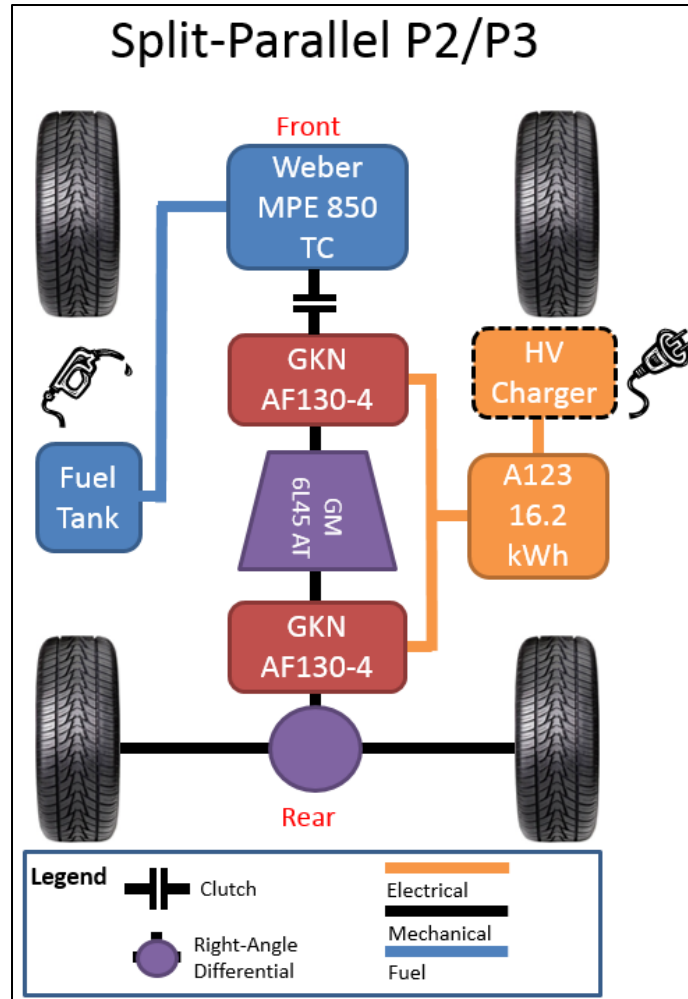 Split-Parallel P2/P3
Front
Weber
MPE 850
TC
GKN
AF130-4
HV
Charger
Fuel
Tank
GM
6L45 AT
A123
16.2
kWh
GKN
AF130-4
Rear
Legend
Clutch
Right-Angle
Differential
Electrical
Mechanical
Fuel